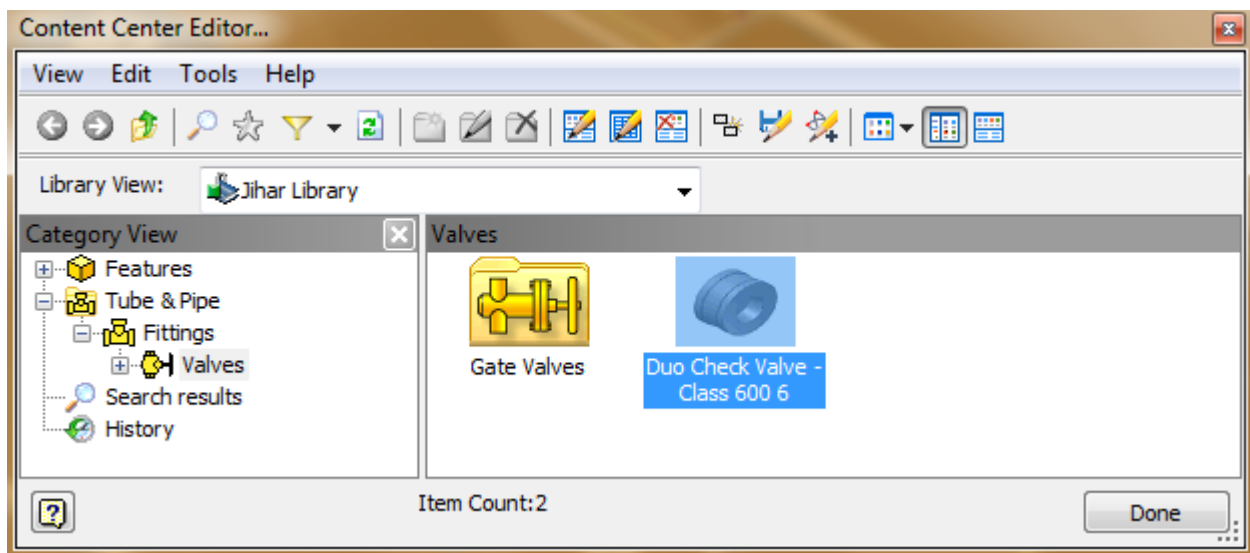 Content Center Editor...
View Edit Tools Help
Library View: Jihar Library
Category View
Features
Tube & Pipe
Fittings
Valves
Search results
History
Valves
Gate Valves
Duo Check Valve -
Class 600 6
Item Count:2
Done